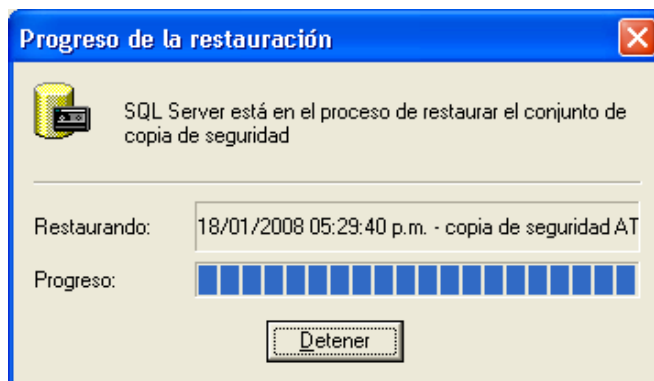 Progreso de la restauración
SQL Server está en el proceso de restaurar el conjunto de
copia de seguridad
Restaurando:
18/01/2008 05:29:40 p.m. - copia de seguridad AT
Progreso:
Detener